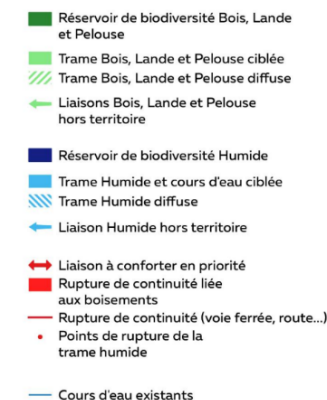 Réservoir de biodiversité Bois, Lande
et Pelouse
Trame Bois, Lande et Pelouse ciblée
Trame Bois, Lande et Pelouse diffuse
Liaisons Bois, Lande et Pelouse
hors territoire
Réservoir de biodiversité Humide
Trame Humide et cours d'eau ciblée
Trame Humide diffuse
Liaison Humide hors territoire
Liaison à conforter en priorité
Rupture de continuité liée
aux boisements
Rupture de continuité (voie ferrée, route...)
Points de rupture de la
trame humide
Cours d'eau existants